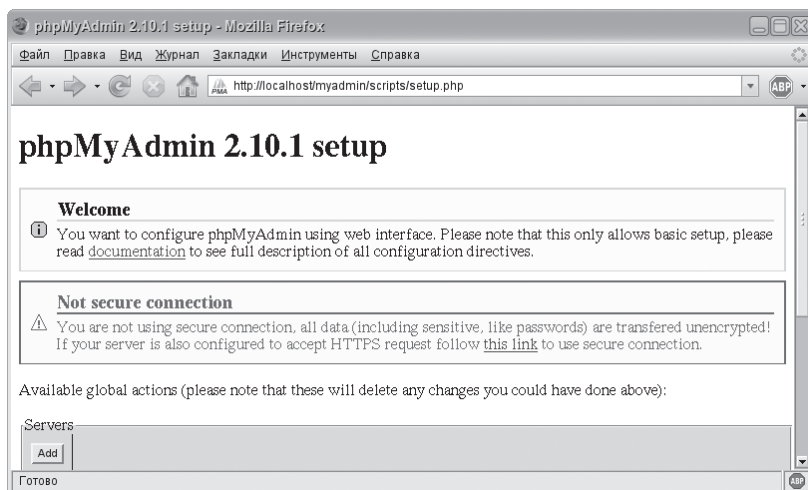 phpMyAdmin 2.10.1 setup - Mozilla Firefox
Файл Правка Вид Журнал Закладки Инструменты Справка
PMA http://localhost/myadmin/scripts/setup.php ABP
phpMyAdmin 2.10.1 setup
Welcome
You want to configure phpMyAdmin using web interface. Please note that this only allows basic setup, please
read documentation to see full description of all configuration directives.
Not secure connection
You are not using secure connection, all data (including sensitive, like passwords) are transfered unencrypted!
If your server is also configured to accept HTTPS request follow this link to use secure connection.
Available global actions (please note that these will delete any changes you could have done above):
Servers
Add
Готово ABP